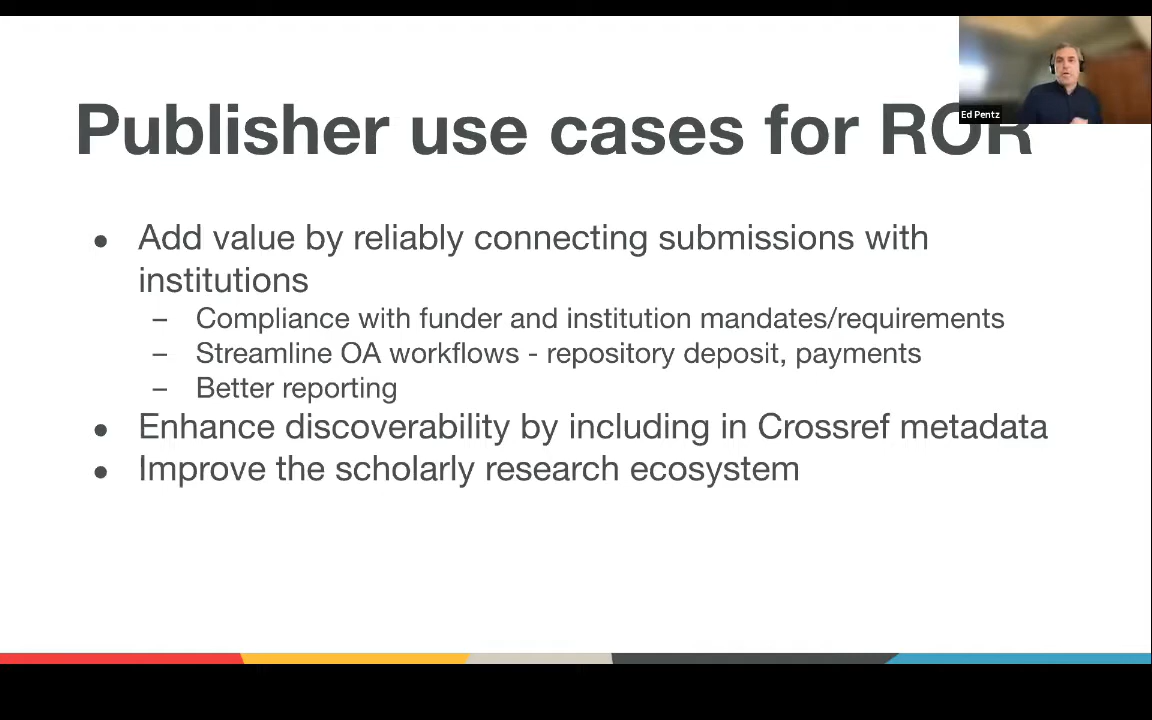 Publisher use cases for ROR
Ed Pentz
● Add value by reliably connecting submissions with
institutions
– Compliance with funder and institution mandates/requirements
– Streamline OA workflows - repository deposit, payments
– Better reporting
● Enhance discoverability by including in Crossref metadata
● Improve the scholarly research ecosystem